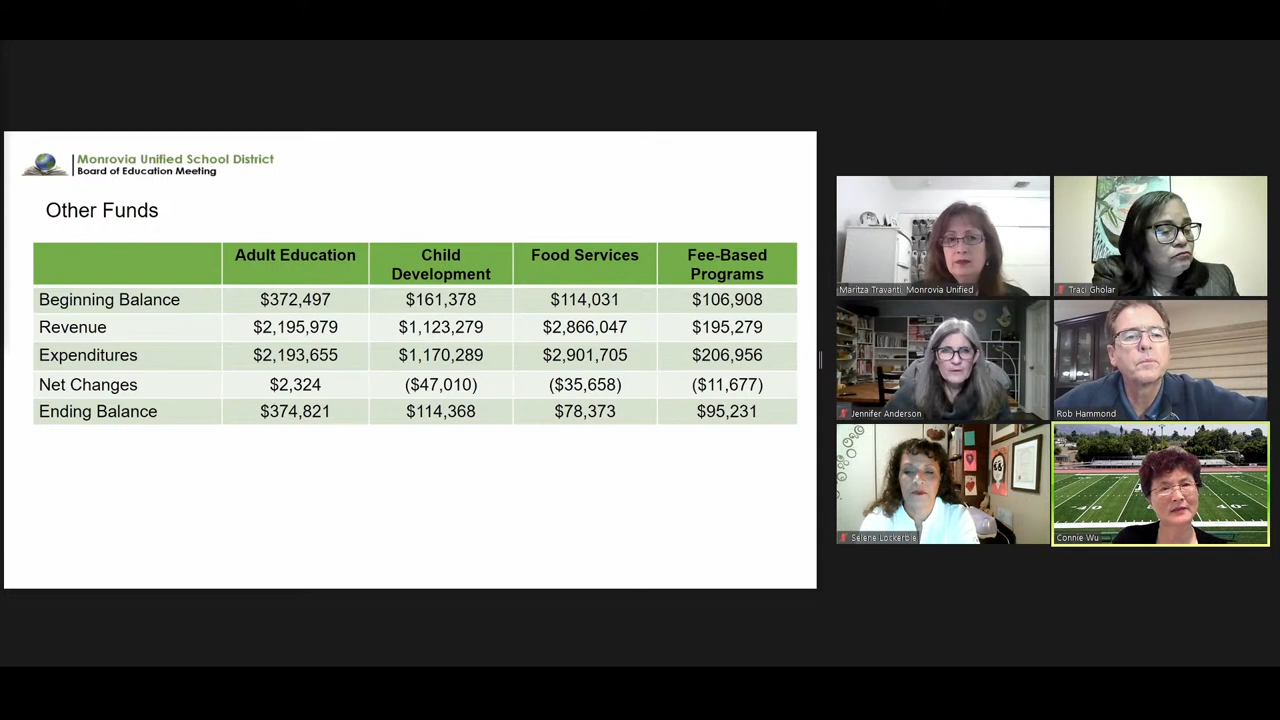 Monrovia Unified School District
Board of Education Meeting
Other Funds
Adult Education Child Development Food Services Fee-Based Programs
Beginning Balance $372,497 $161,378 $114,031 $106,908
Revenue $2,195,979 $1,123,279 $2,866,047 $195,279
Expenditures $2,193,655 $1,170,289 $2,901,705 $206,956
Net Changes $2,324 ($47,010) ($35,658) ($11,677)
Ending Balance $374,821 $114,368 $78,373 $95,231
Maritza Travanti, Monrovia Unified
Traci Gholar
Jennifer Anderson
Rob Hammond
Selene Lockerbie
Connie Wu